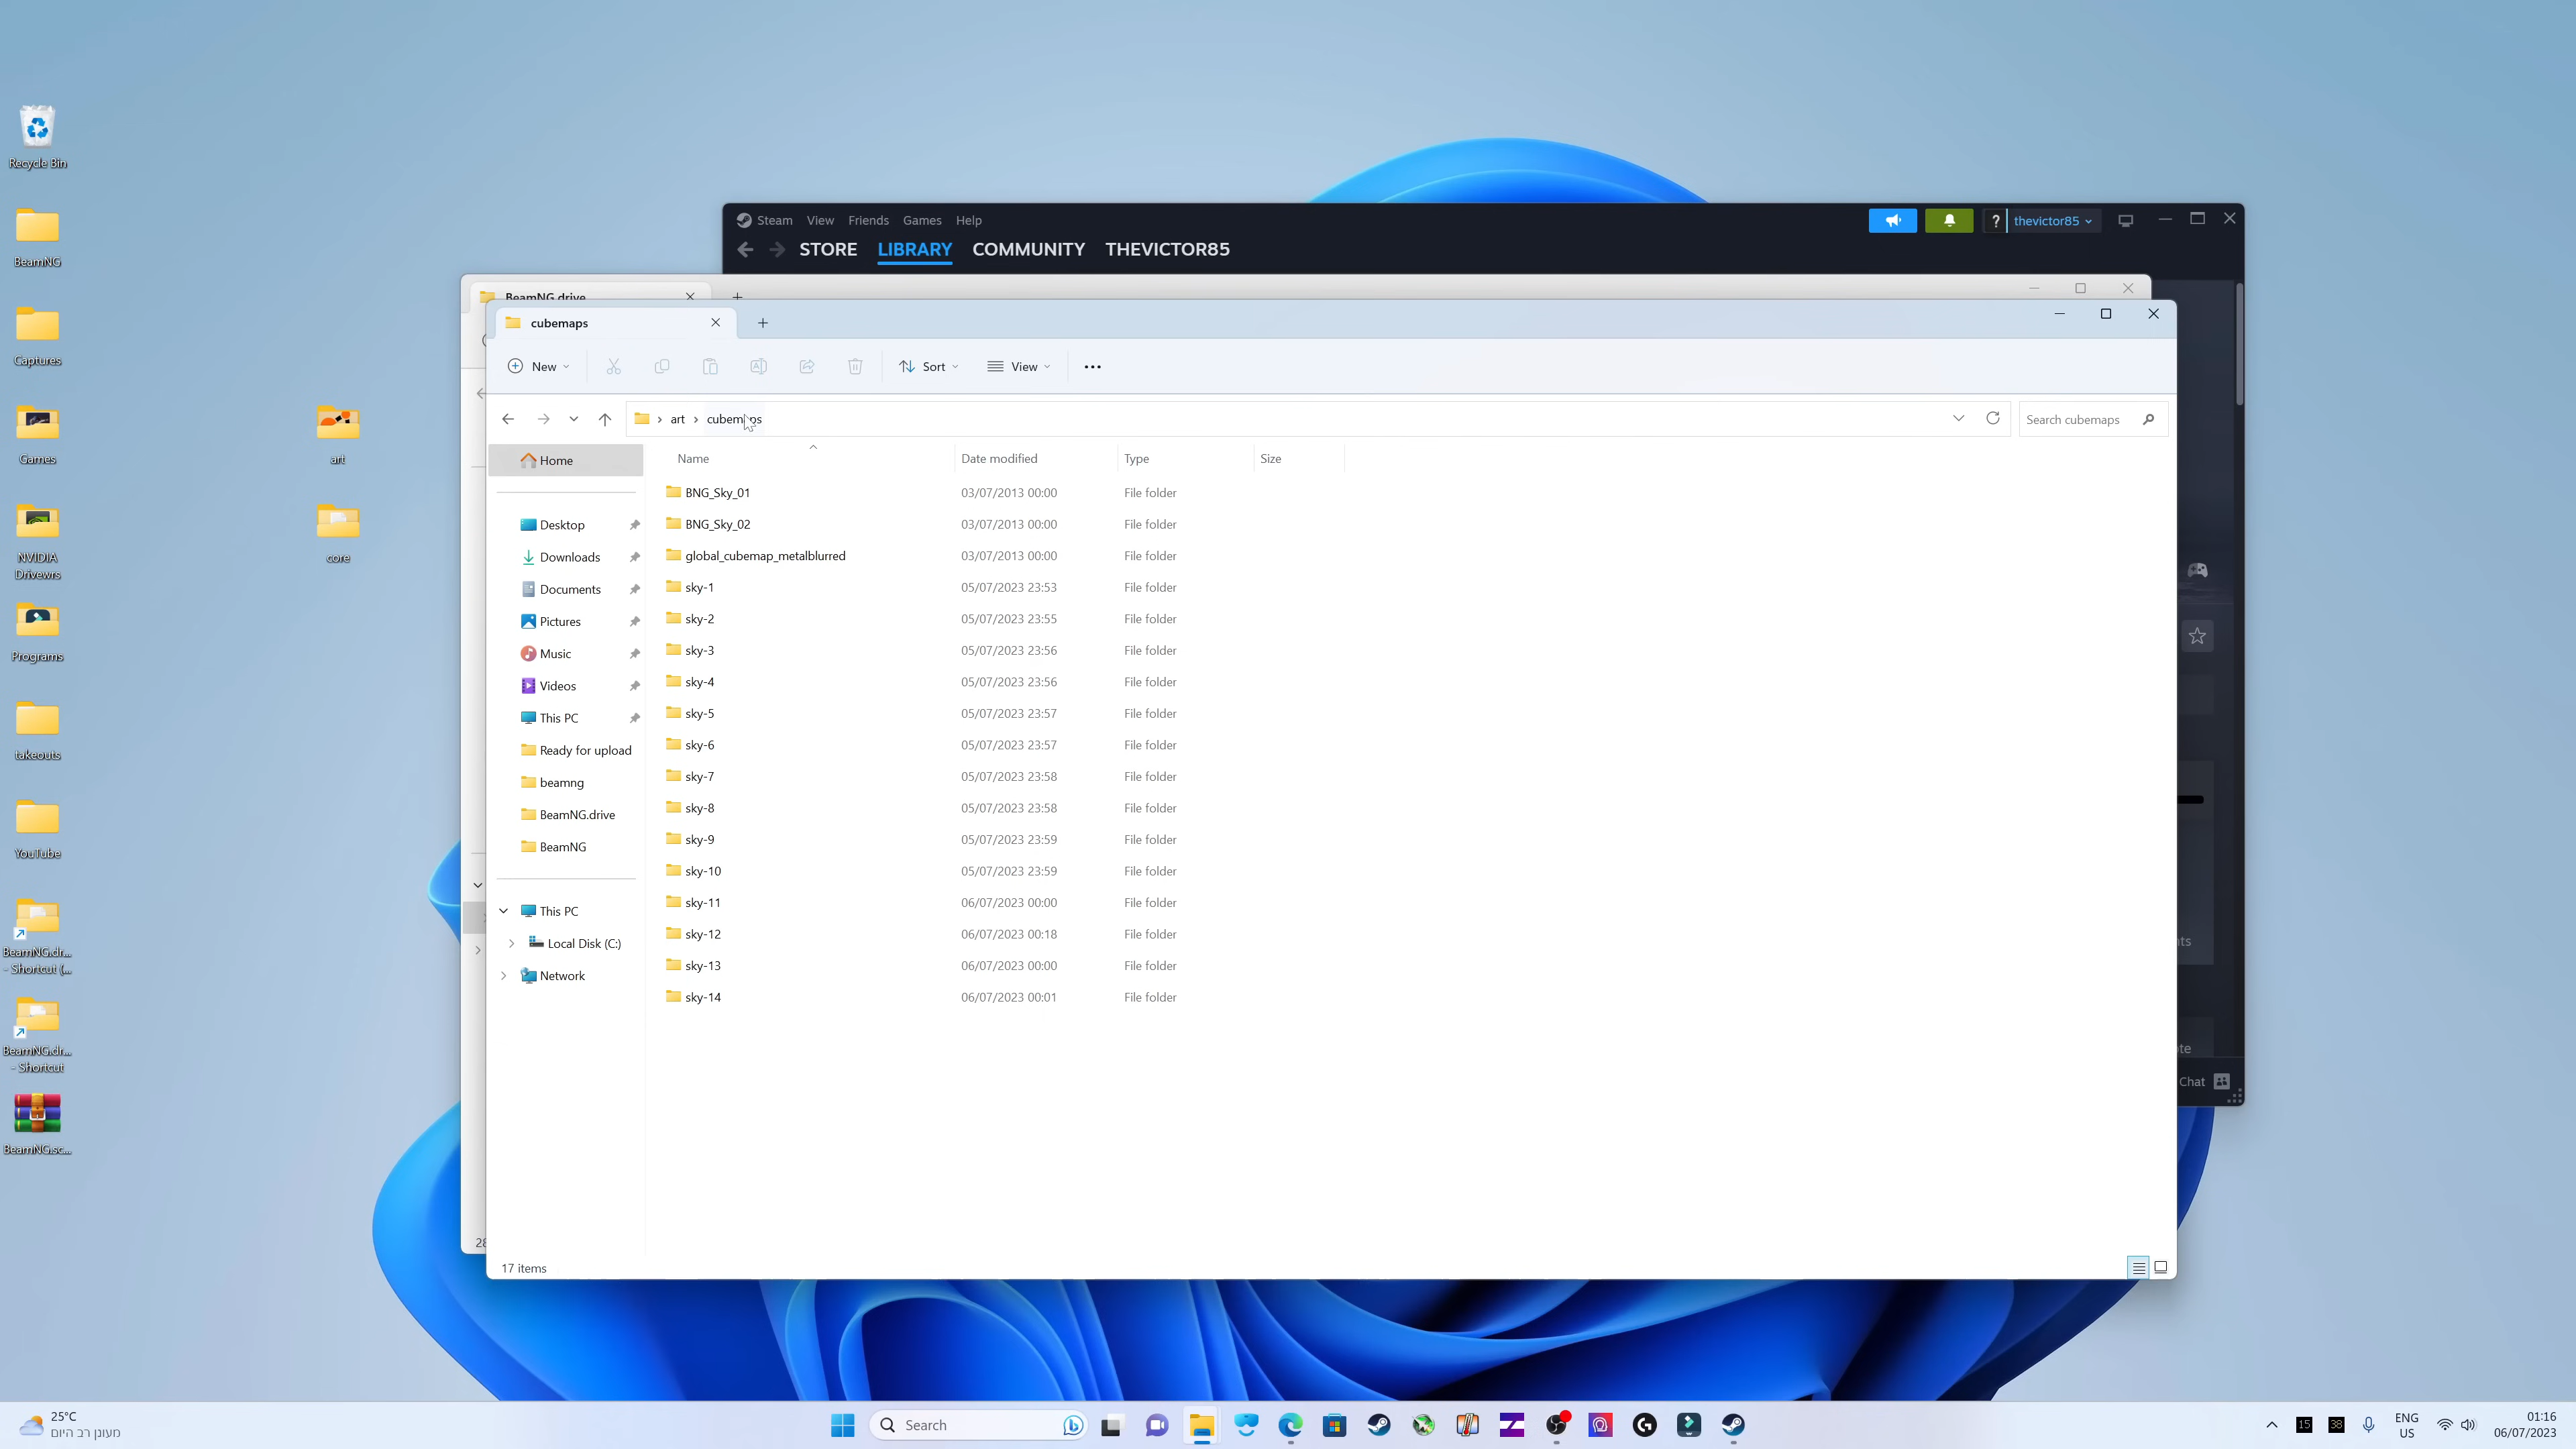 Recycle Bin
BeamNG
Captures
Games
NVIDIA
Drivewrs
Programs
takeouts
YouTube
BeamNG.dr...
- Shortcut (...
BeamNG.dr...
- Shortcut
BeamNG.sc...
art
core
Steam View Friends Games Help
thevictor85
STORE LIBRARY COMMUNITY THEVICTOR85
BeamNG.drive
cubemaps
New
Sort
View
art cubemaps
Search cubemaps
Home
Desktop
Downloads
Documents
Pictures
Music
Videos
This PC
Ready for upload
beamng
BeamNG.drive
BeamNG
This PC
Local Disk (C:)
Network
Name Date modified Type Size
BNG_Sky_01 03/07/2013 00:00 File folder
BNG_Sky_02 03/07/2013 00:00 File folder
global_cubemap_metalblurred 03/07/2013 00:00 File folder
sky-1 05/07/2023 23:53 File folder
sky-2 05/07/2023 23:55 File folder
sky-3 05/07/2023 23:56 File folder
sky-4 05/07/2023 23:56 File folder
sky-5 05/07/2023 23:57 File folder
sky-6 05/07/2023 23:57 File folder
sky-7 05/07/2023 23:58 File folder
sky-8 05/07/2023 23:58 File folder
sky-9 05/07/2023 23:59 File folder
sky-10 05/07/2023 23:59 File folder
sky-11 06/07/2023 00:00 File folder
sky-12 06/07/2023 00:18 File folder
sky-13 06/07/2023 00:00 File folder
sky-14 06/07/2023 00:01 File folder
17 items
28
Chat
25°C
מעונן רב היום
Search
15
38
ENG
US
01:16
06/07/2023